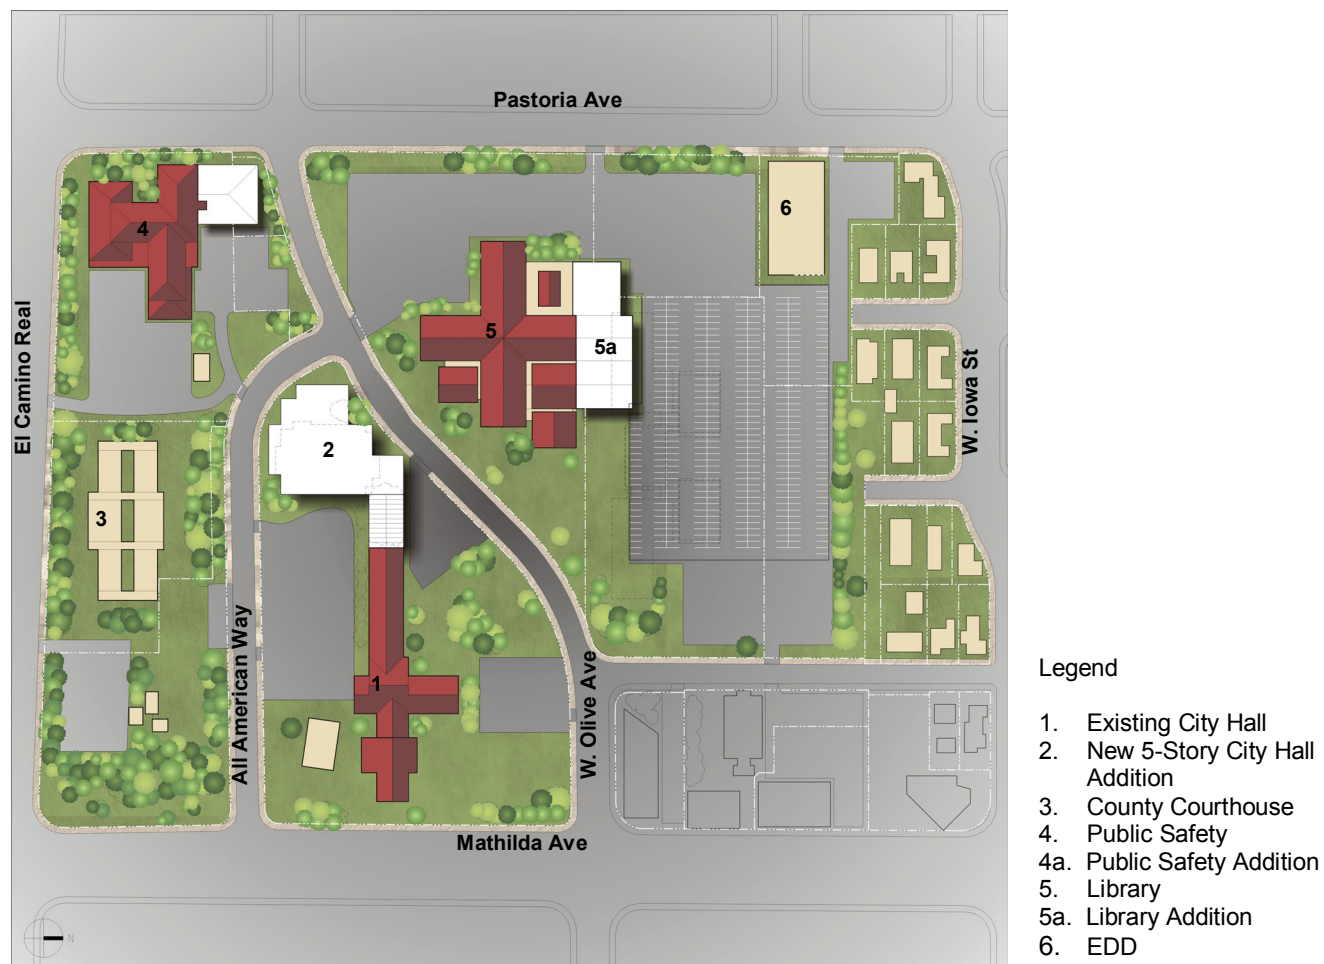 Pastoria Ave
4
6
El Camino Real
5
5a
W. Iowa St
2
3
All American Way
1
W. Olive Ave
Mathilda Ave
N
Legend
1. Existing City Hall
2. New 5-Story City Hall
Addition
3. County Courthouse
4. Public Safety
4a. Public Safety Addition
5. Library
5a. Library Addition
6. EDD